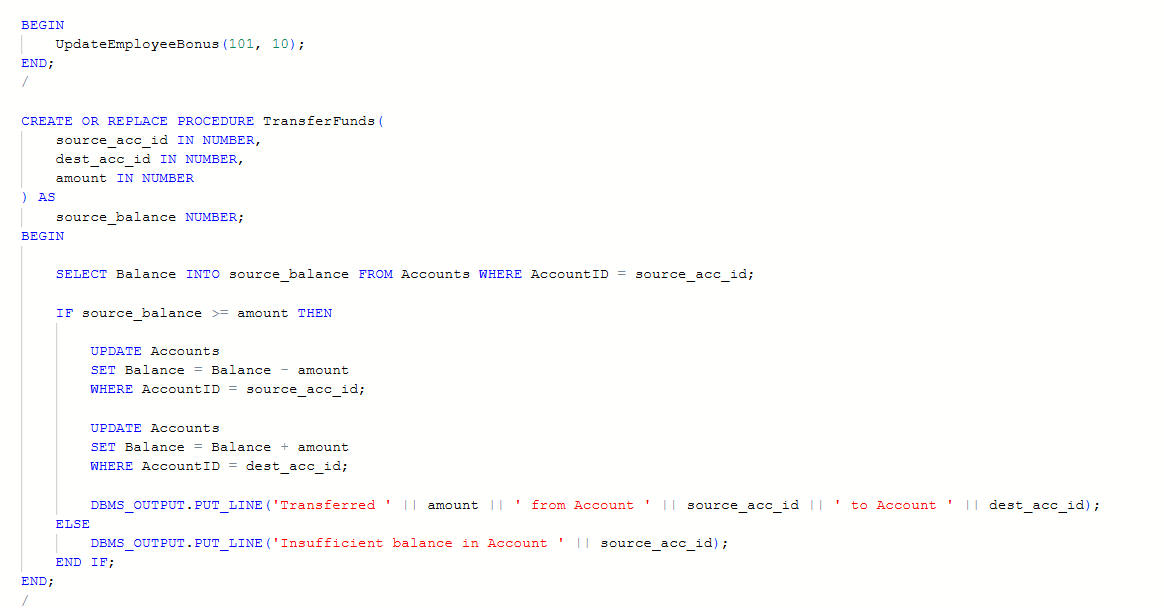 BEGIN
    UpdateEmployeeBonus(101, 10);
END;
/
CREATE OR REPLACE PROCEDURE TransferFunds(
    source_acc_id IN NUMBER,
    dest_acc_id IN NUMBER,
    amount IN NUMBER
) AS
    source_balance NUMBER;
BEGIN
    SELECT Balance INTO source_balance FROM Accounts WHERE AccountID = source_acc_id;
    IF source_balance >= amount THEN
        UPDATE Accounts
        SET Balance = Balance - amount
        WHERE AccountID = source_acc_id;
        UPDATE Accounts
        SET Balance = Balance + amount
        WHERE AccountID = dest_acc_id;
        DBMS_OUTPUT.PUT_LINE('Transferred ' || amount || ' from Account ' || source_acc_id || ' to Account ' || dest_acc_id);
    ELSE
        DBMS_OUTPUT.PUT_LINE('Insufficient balance in Account ' || source_acc_id);
    END IF;
END;
/